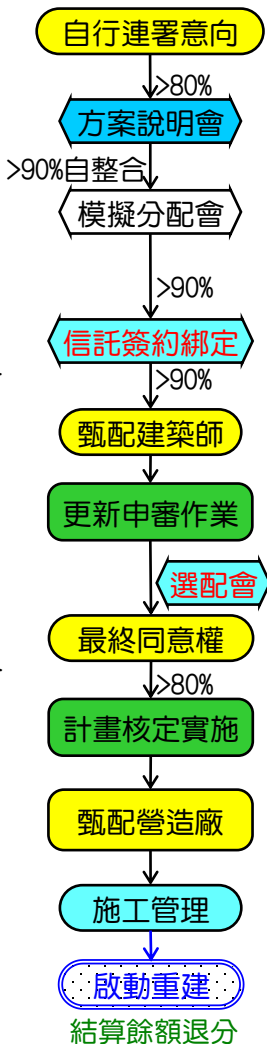 自行連署意向
>80%
方案說明會
>90%自整合
模擬分配會
>90%
信託簽約綁定
>90%
甄配建築師
更新申審作業
選配會
最終同意權
>80%
計畫核定實施
甄配營造廠
施工管理
啟動重建
結算餘額退分